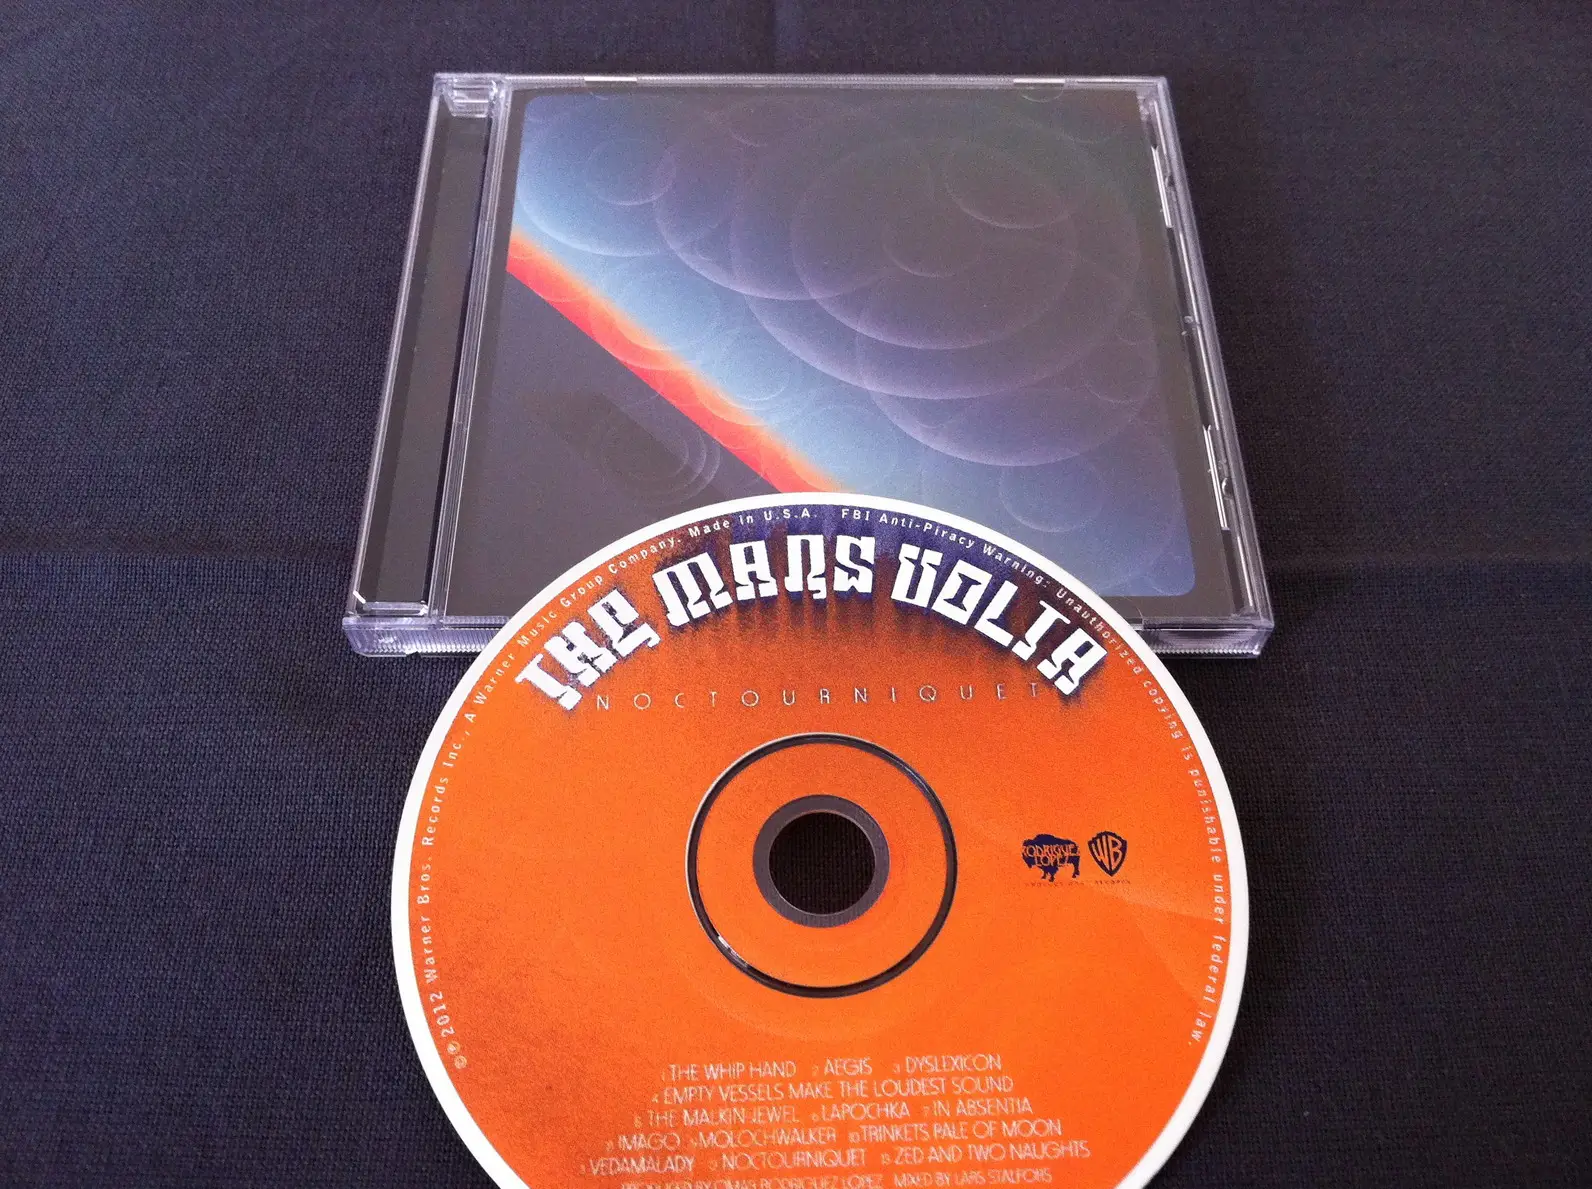 ℗© 2012 Warner Bros. Records Inc., A Warner Music Group Company. Made in U.S.A. FBI Anti-Piracy Warning: Unauthorized copying is punishable under federal law.
THE MARS VOLTA
NOCTOURNIQUET
RODRIGUEZ
LOPEZ
WB
1 THE WHIP HAND 2 AEGIS 3 DYSLEXICON
4 EMPTY VESSELS MAKE THE LOUDEST SOUND
5 THE MALKIN JEWEL 6 LAPOCHKA 7 IN ABSENTIA
8 IMAGO 9 MOLOCHWALKER 10 TRINKETS PALE OF MOON
11 VEDAMALADY 12 NOCTOURNIQUET 13 ZED AND TWO NAUGHTS
PRODUCED BY OMAR RODRIGUEZ LOPEZ MIXED BY LARS STALFORS